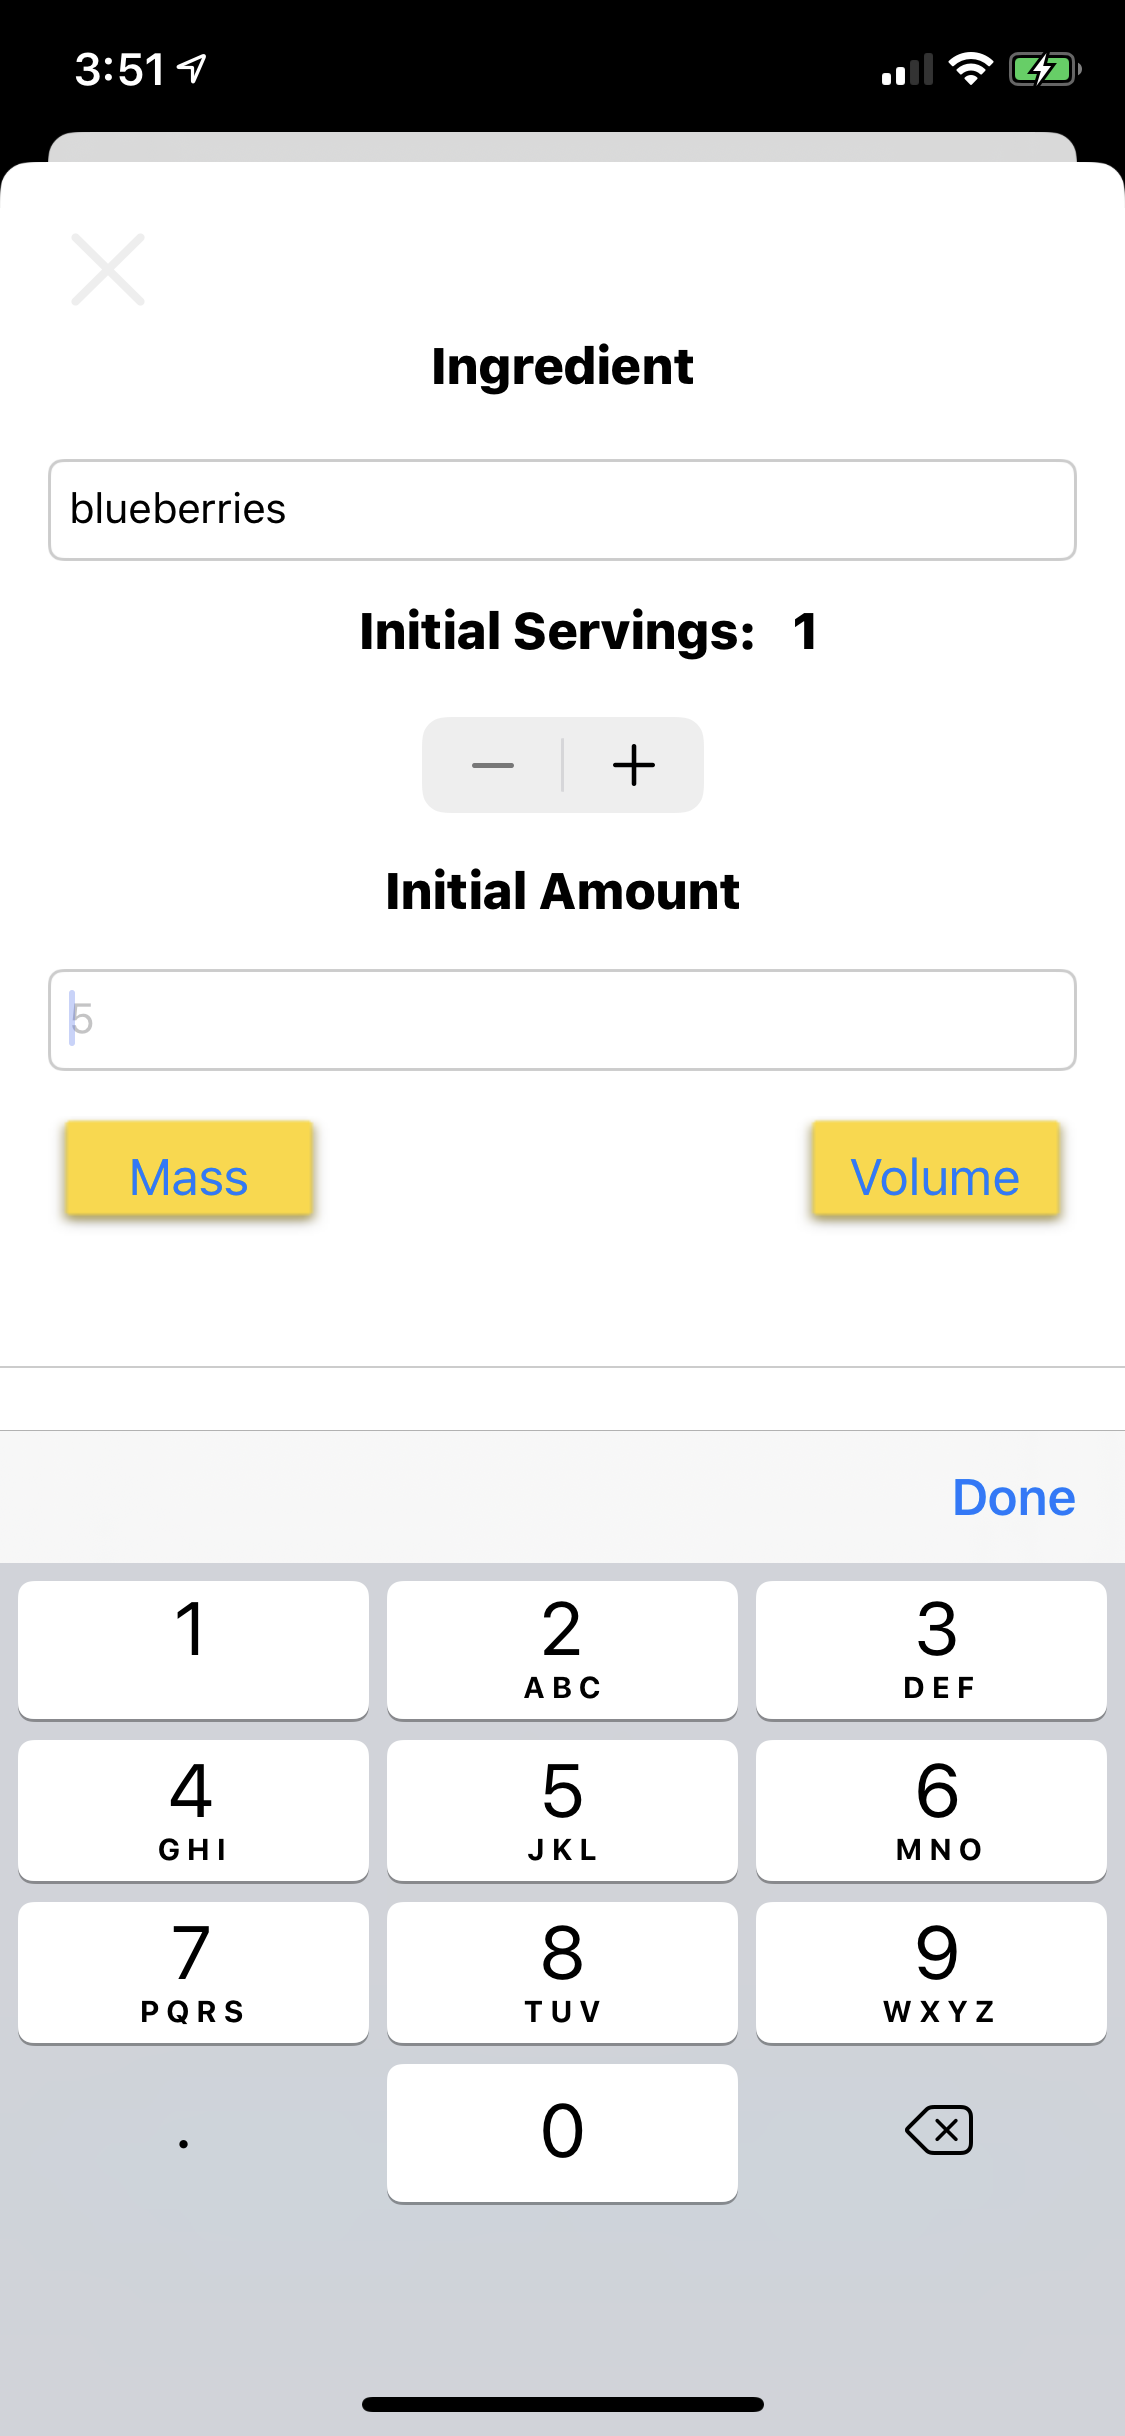 3:51
Ingredient
blueberries
Initial Servings: 1
Initial Amount
5
Mass Volume
Done
1 2 3
ABC DEF
4 5 6
GHI JKL MNO
7 8 9
PQRS TUV WXYZ
. 0